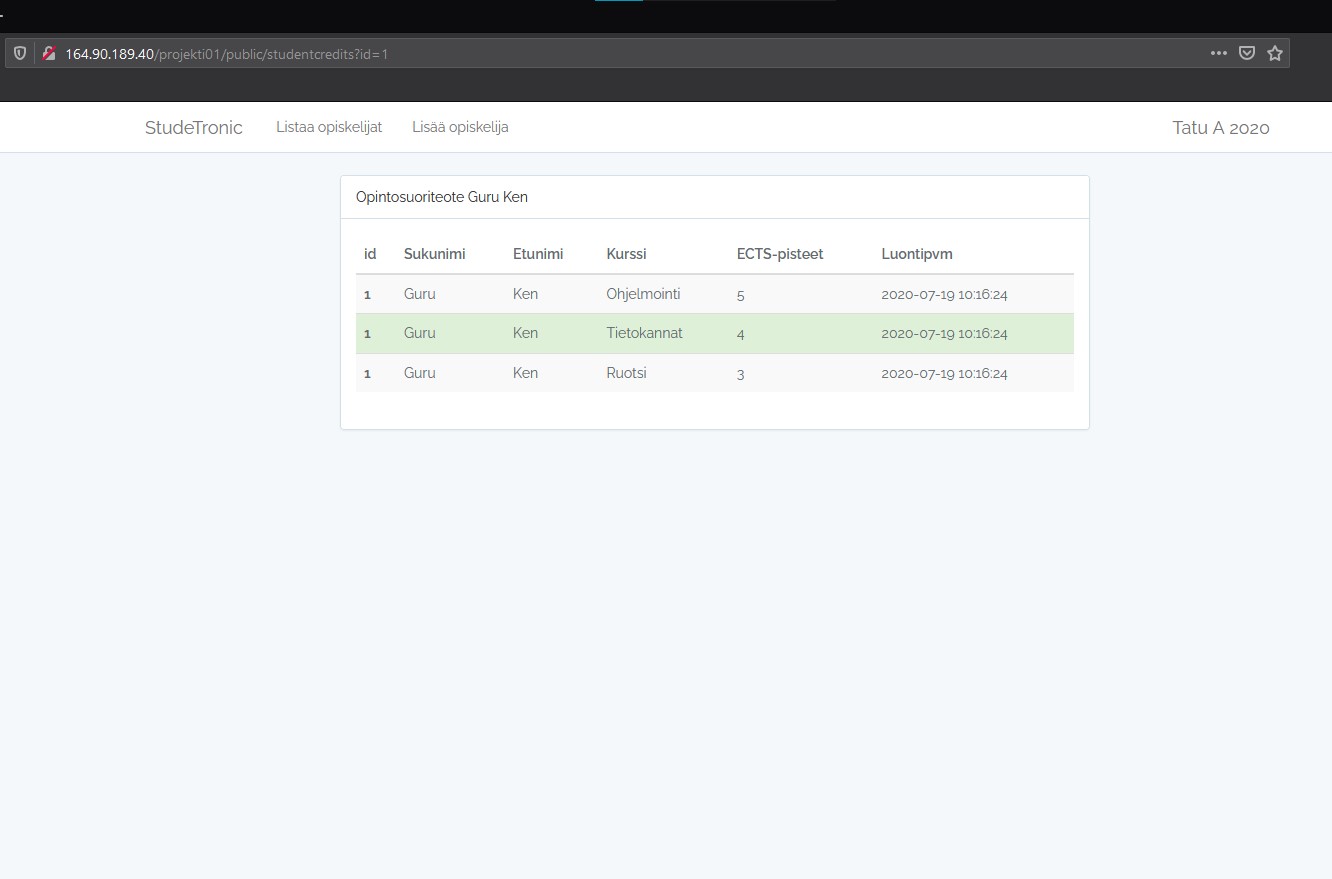 164.90.189.40/projekti01/public/studentcredits?id=1
StudeTronic Listaa opiskelijat Lisää opiskelija Tatu A 2020
Opintosuoriteote Guru Ken
id Sukunimi Etunimi Kurssi ECTS-pisteet Luontipvm
1 Guru Ken Ohjelmointi 5 2020-07-19 10:16:24
1 Guru Ken Tietokannat 4 2020-07-19 10:16:24
1 Guru Ken Ruotsi 3 2020-07-19 10:16:24